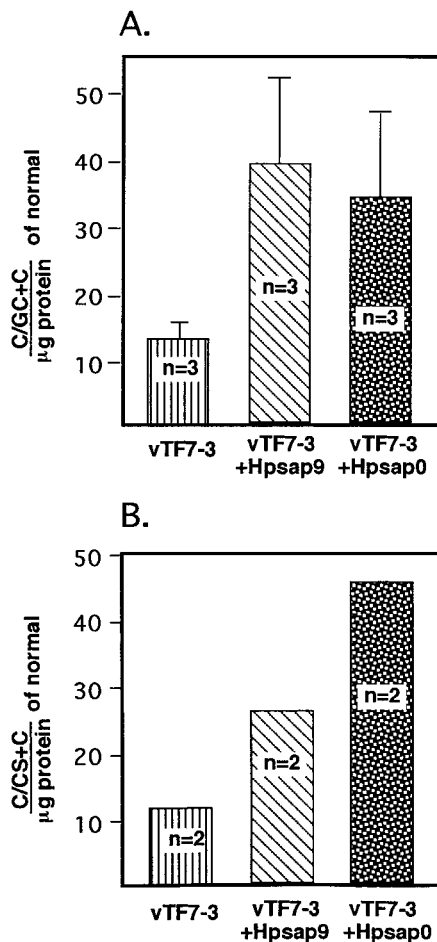 A.
C/GC+C of normal
µg protein
50
40
30
20
10
n=3
n=3
n=3
vTF7-3
vTF7-3
+Hpsap9
vTF7-3
+Hpsap0
B.
C/CS+C of normal
µg protein
50
40
30
20
10
n=2
n=2
n=2
vTF7-3
vTF7-3
+Hpsap9
vTF7-3
+Hpsap0